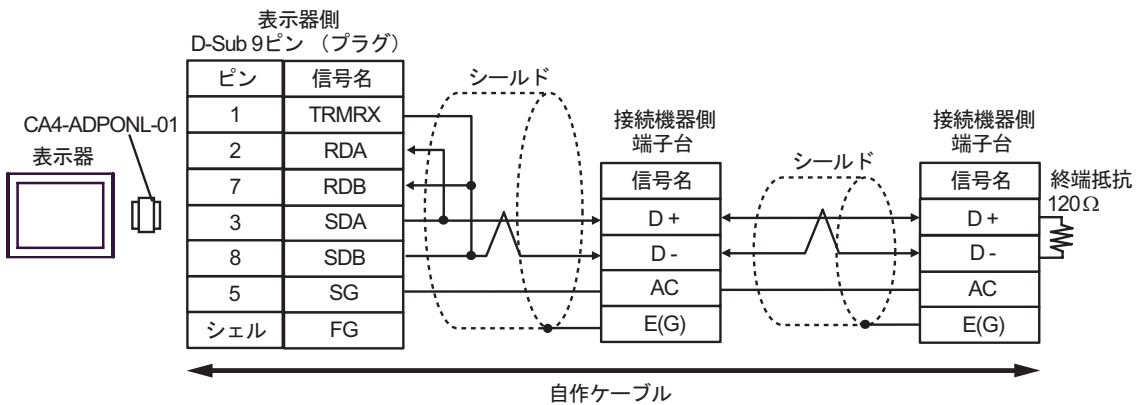 表示器側
D-Sub 9ピン （プラグ）
ピン 信号名
1 TRMRX
2 RDA
7 RDB
3 SDA
8 SDB
5 SG
シェル FG
CA4-ADPONL-01
表示器
シールド
接続機器側
端子台
信号名
D +
D -
AC
E(G)
シールド
接続機器側
端子台
信号名
D +
D -
AC
E(G)
終端抵抗
120Ω
自作ケーブル